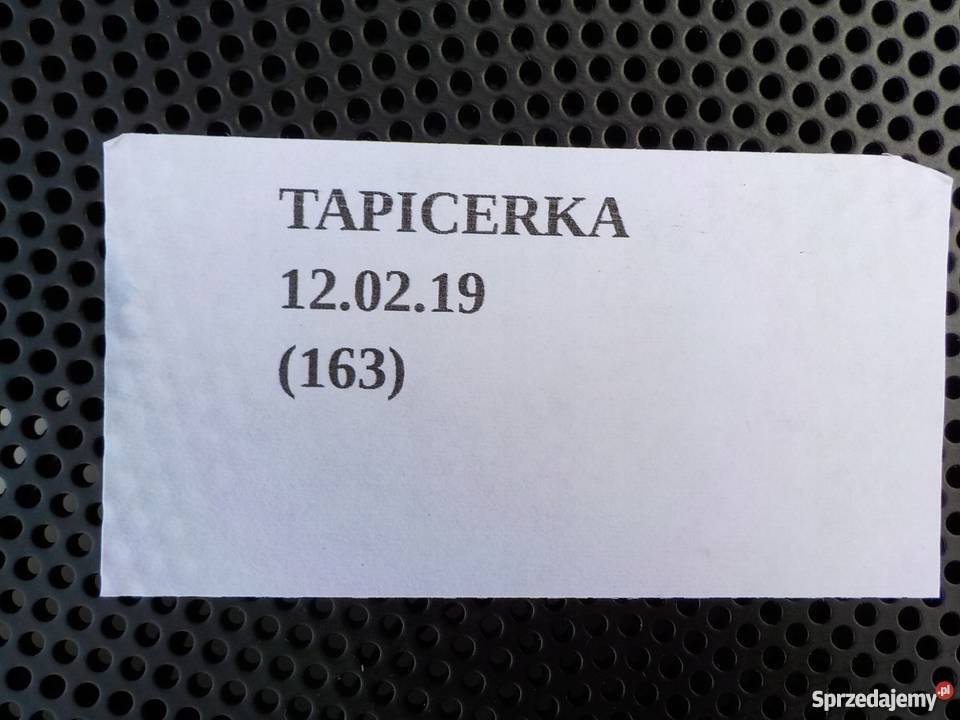 TAPICERKA
12.02.19
(163)
Sprzedajemy.pl